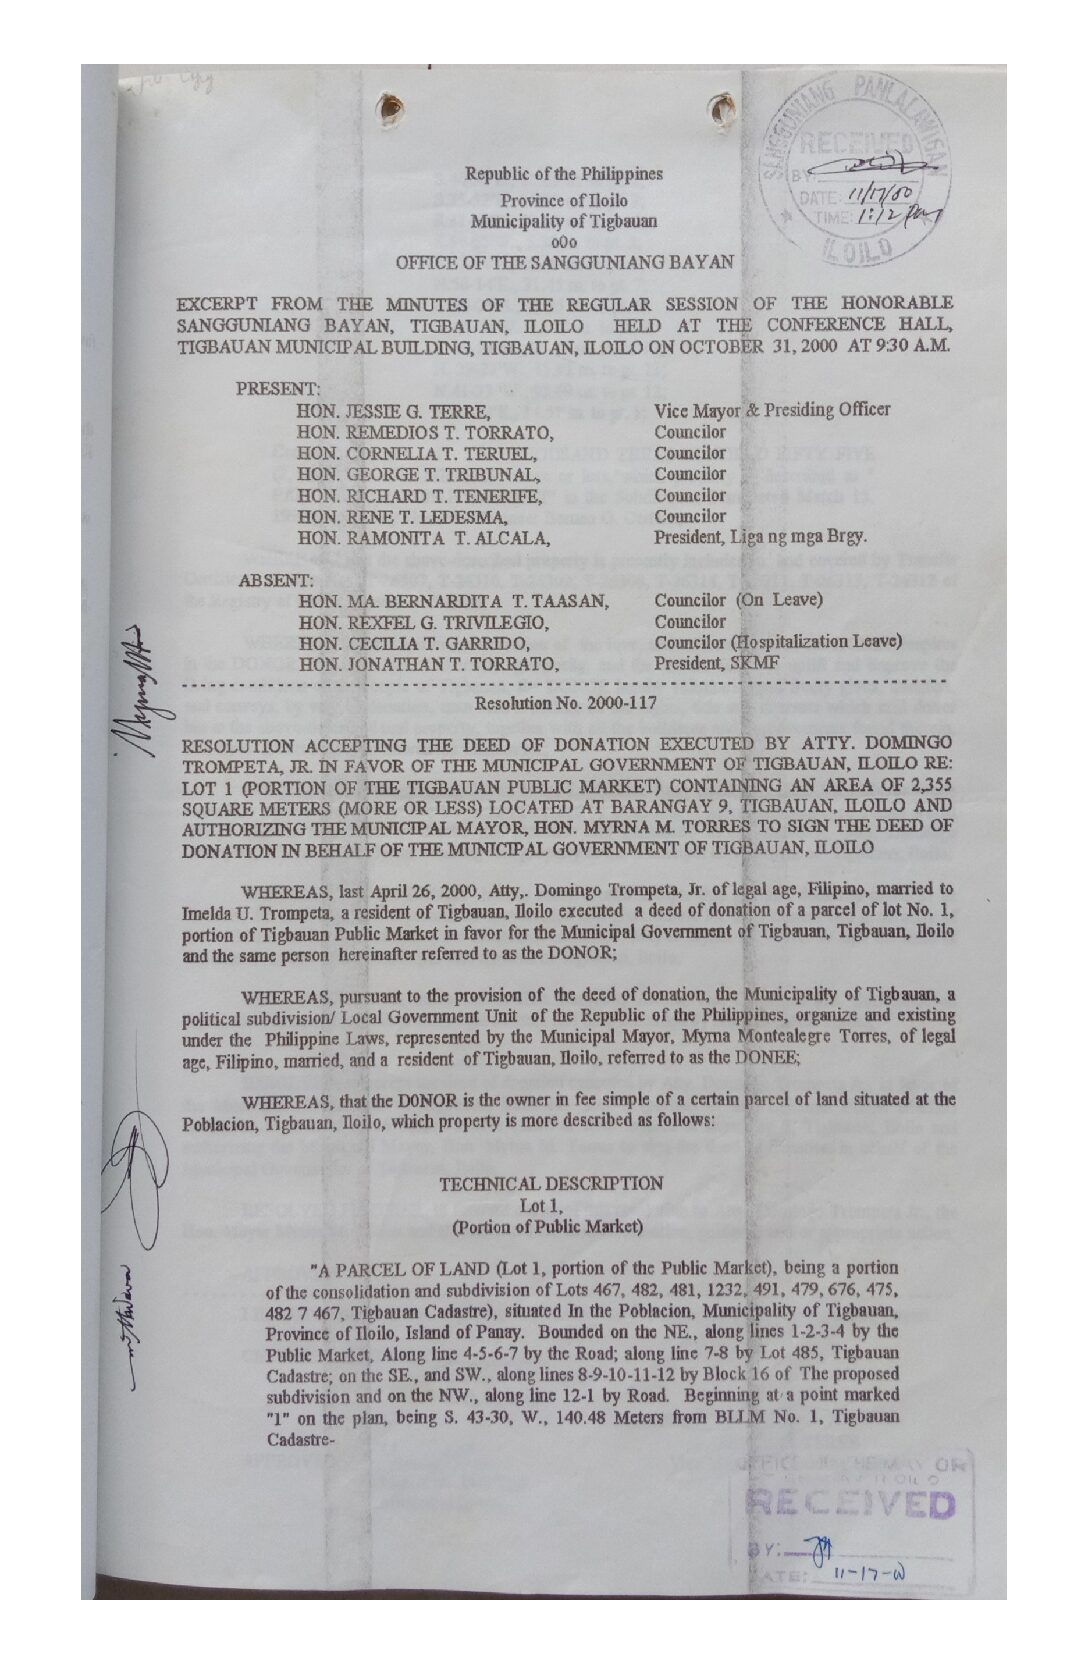 SANGGUNIANG PANLALAWIGAN
RECEIVED
BY:
DATE: 11/17/00
TIME: 1:12 pm
ILOILO
Republic of the Philippines
Province of Iloilo
Municipality of Tigbauan
o0o
OFFICE OF THE SANGGUNIANG BAYAN
EXCERPT FROM THE MINUTES OF THE REGULAR SESSION OF THE HONORABLE
SANGGUNIANG BAYAN, TIGBAUAN, ILOILO HELD AT THE CONFERENCE HALL,
TIGBAUAN MUNICIPAL BUILDING, TIGBAUAN, ILOILO ON OCTOBER 31, 2000 AT 9:30 A.M.
PRESENT:
HON. JESSIE G. TERRE, Vice Mayor & Presiding Officer
HON. REMEDIOS T. TORRATO, Councilor
HON. CORNELIA T. TERUEL, Councilor
HON. GEORGE T. TRIBUNAL, Councilor
HON. RICHARD T. TENERIFE, Councilor
HON. RENE T. LEDESMA, Councilor
HON. RAMONITA T. ALCALA, President, Liga ng mga Brgy.
ABSENT:
HON. MA. BERNARDITA T. TAASAN, Councilor (On Leave)
HON. REXFEL G. TRIVILEGIO, Councilor
HON. CECILIA T. GARRIDO, Councilor (Hospitalization Leave)
HON. JONATHAN T. TORRATO, President, SKMF
Resolution No. 2000-117
RESOLUTION ACCEPTING THE DEED OF DONATION EXECUTED BY ATTY. DOMINGO
TROMPETA, JR. IN FAVOR OF THE MUNICIPAL GOVERNMENT OF TIGBAUAN, ILOILO RE:
LOT 1 (PORTION OF THE TIGBAUAN PUBLIC MARKET) CONTAINING AN AREA OF 2,355
SQUARE METERS (MORE OR LESS) LOCATED AT BARANGAY 9, TIGBAUAN, ILOILO AND
AUTHORIZING THE MUNICIPAL MAYOR, HON. MYRNA M. TORRES TO SIGN THE DEED OF
DONATION IN BEHALF OF THE MUNICIPAL GOVERNMENT OF TIGBAUAN, ILOILO
WHEREAS, last April 26, 2000, Atty,. Domingo Trompeta, Jr. of legal age, Filipino, married to
Imelda U. Trompeta, a resident of Tigbauan, Iloilo executed a deed of donation of a parcel of lot No. 1,
portion of Tigbauan Public Market in favor for the Municipal Government of Tigbauan, Tigbauan, Iloilo
and the same person hereinafter referred to as the DONOR;
WHEREAS, pursuant to the provision of the deed of donation, the Municipality of Tigbauan, a
political subdivision/ Local Government Unit of the Republic of the Philippines, organize and existing
under the Philippine Laws, represented by the Municipal Mayor, Myrna Montealegre Torres, of legal
age, Filipino, married, and a resident of Tigbauan, Iloilo, referred to as the DONEE;
WHEREAS, that the DONOR is the owner in fee simple of a certain parcel of land situated at the
Poblacion, Tigbauan, Iloilo, which property is more described as follows:
TECHNICAL DESCRIPTION
Lot 1,
(Portion of Public Market)
"A PARCEL OF LAND (Lot 1, portion of the Public Market), being a portion
of the consolidation and subdivision of Lots 467, 482, 481, 1232, 491, 479, 676, 475,
482 7 467, Tigbauan Cadastre), situated In the Poblacion, Municipality of Tigbauan,
Province of Iloilo, Island of Panay. Bounded on the NE., along lines 1-2-3-4 by the
Public Market, Along line 4-5-6-7 by the Road; along line 7-8 by Lot 485, Tigbauan
Cadastre; on the SE., and SW., along lines 8-9-10-11-12 by Block 16 of The proposed
subdivision and on the NW., along line 12-1 by Road. Beginning at a point marked
"1" on the plan, being S. 43-30, W., 140.48 Meters from BLLM No. 1, Tigbauan
Cadastre-
RECEIVED
BY:
DATE: 11-17-00